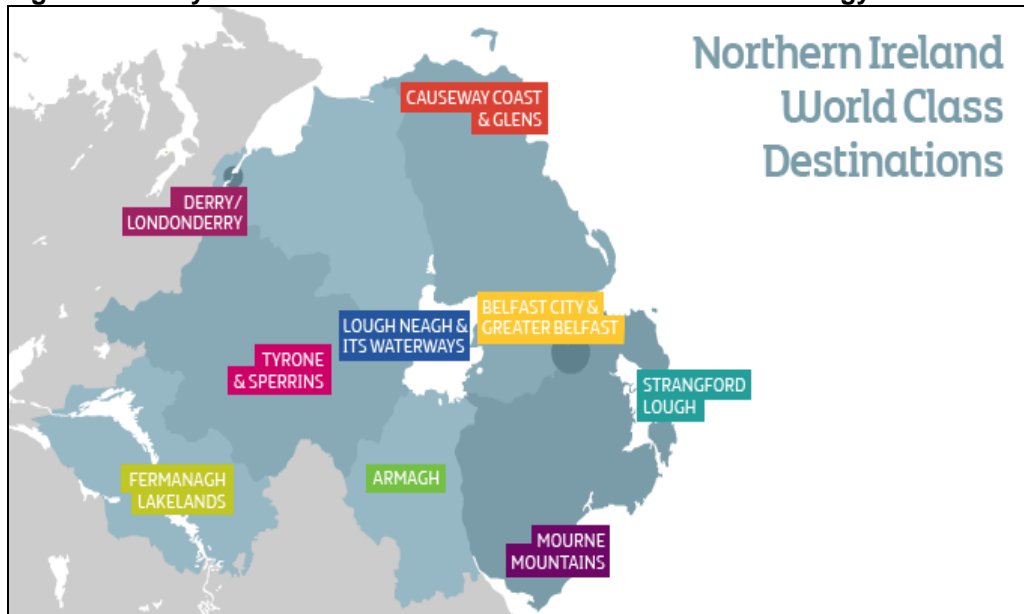 Northern Ireland
World Class
Destinations
CAUSEWAY COAST
& GLENS
DERRY/
LONDONDERRY
BELFAST CITY &
GREATER BELFAST
LOUGH NEAGH &
ITS WATERWAYS
TYRONE
& SPERRINS
STRANGFORD
LOUGH
FERMANAGH
LAKELANDS
ARMAGH
MOURNE
MOUNTAINS